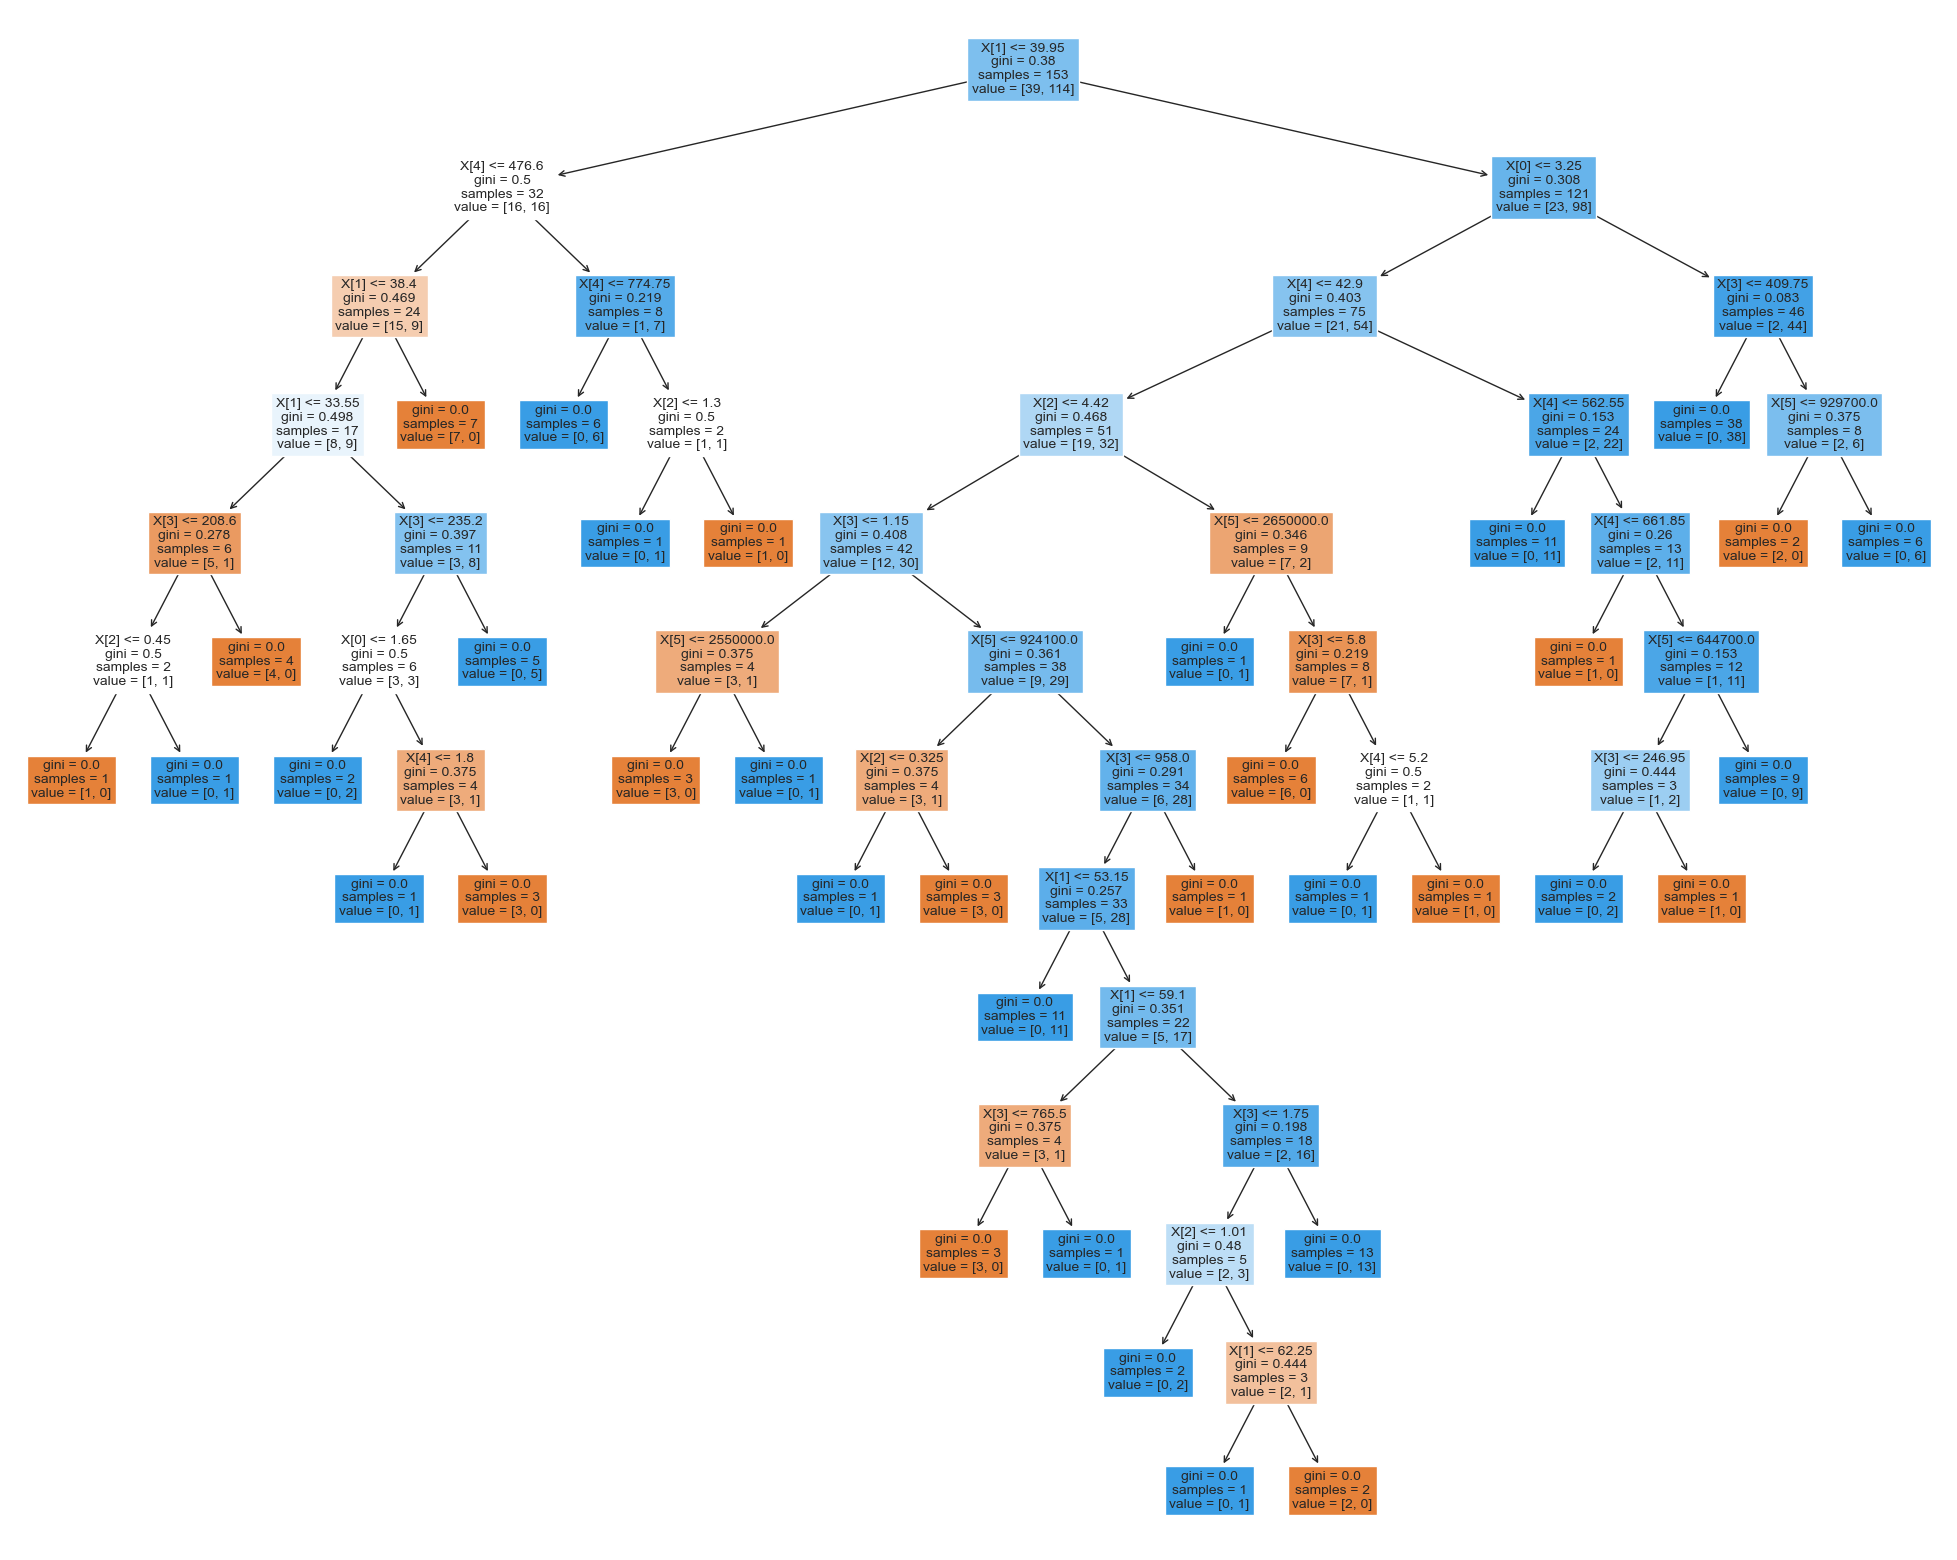 X[1] <= 39.95
gini = 0.38
samples = 153
value = [39, 114]
X[4] <= 476.6
gini = 0.5
samples = 32
value = [16, 16]
X[0] <= 3.25
gini = 0.308
samples = 121
value = [23, 98]
X[1] <= 38.4
gini = 0.469
samples = 24
value = [15, 9]
X[4] <= 774.75
gini = 0.219
samples = 8
value = [1, 7]
X[4] <= 42.9
gini = 0.403
samples = 75
value = [21, 54]
X[3] <= 409.75
gini = 0.083
samples = 46
value = [2, 44]
X[1] <= 33.55
gini = 0.498
samples = 17
value = [8, 9]
gini = 0.0
samples = 7
value = [7, 0]
gini = 0.0
samples = 6
value = [0, 6]
X[2] <= 1.3
gini = 0.5
samples = 2
value = [1, 1]
X[2] <= 4.42
gini = 0.468
samples = 51
value = [19, 32]
X[4] <= 562.55
gini = 0.153
samples = 24
value = [2, 22]
gini = 0.0
samples = 38
value = [0, 38]
X[5] <= 929700.0
gini = 0.375
samples = 8
value = [2, 6]
X[3] <= 208.6
gini = 0.278
samples = 6
value = [5, 1]
X[3] <= 235.2
gini = 0.397
samples = 11
value = [3, 8]
gini = 0.0
samples = 1
value = [0, 1]
gini = 0.0
samples = 1
value = [1, 0]
X[3] <= 1.15
gini = 0.408
samples = 42
value = [12, 30]
X[5] <= 2650000.0
gini = 0.346
samples = 9
value = [7, 2]
gini = 0.0
samples = 11
value = [0, 11]
X[4] <= 661.85
gini = 0.26
samples = 13
value = [2, 11]
gini = 0.0
samples = 2
value = [2, 0]
gini = 0.0
samples = 6
value = [0, 6]
X[2] <= 0.45
gini = 0.5
samples = 2
value = [1, 1]
gini = 0.0
samples = 4
value = [4, 0]
X[0] <= 1.65
gini = 0.5
samples = 6
value = [3, 3]
gini = 0.0
samples = 5
value = [0, 5]
X[5] <= 2550000.0
gini = 0.375
samples = 4
value = [3, 1]
X[5] <= 924100.0
gini = 0.361
samples = 38
value = [9, 29]
gini = 0.0
samples = 1
value = [0, 1]
X[3] <= 5.8
gini = 0.219
samples = 8
value = [7, 1]
gini = 0.0
samples = 1
value = [1, 0]
X[5] <= 644700.0
gini = 0.153
samples = 12
value = [1, 11]
gini = 0.0
samples = 1
value = [1, 0]
gini = 0.0
samples = 1
value = [0, 1]
gini = 0.0
samples = 2
value = [0, 2]
X[4] <= 1.8
gini = 0.375
samples = 4
value = [3, 1]
gini = 0.0
samples = 3
value = [3, 0]
gini = 0.0
samples = 1
value = [0, 1]
X[2] <= 0.325
gini = 0.375
samples = 4
value = [3, 1]
X[3] <= 958.0
gini = 0.291
samples = 34
value = [6, 28]
gini = 0.0
samples = 6
value = [6, 0]
X[4] <= 5.2
gini = 0.5
samples = 2
value = [1, 1]
X[3] <= 246.95
gini = 0.444
samples = 3
value = [1, 2]
gini = 0.0
samples = 9
value = [0, 9]
gini = 0.0
samples = 1
value = [0, 1]
gini = 0.0
samples = 3
value = [3, 0]
gini = 0.0
samples = 1
value = [0, 1]
gini = 0.0
samples = 3
value = [3, 0]
X[1] <= 53.15
gini = 0.257
samples = 33
value = [5, 28]
gini = 0.0
samples = 1
value = [1, 0]
gini = 0.0
samples = 1
value = [0, 1]
gini = 0.0
samples = 1
value = [1, 0]
gini = 0.0
samples = 2
value = [0, 2]
gini = 0.0
samples = 1
value = [1, 0]
gini = 0.0
samples = 11
value = [0, 11]
X[1] <= 59.1
gini = 0.351
samples = 22
value = [5, 17]
X[3] <= 765.5
gini = 0.375
samples = 4
value = [3, 1]
X[3] <= 1.75
gini = 0.198
samples = 18
value = [2, 16]
gini = 0.0
samples = 3
value = [3, 0]
gini = 0.0
samples = 1
value = [0, 1]
X[2] <= 1.01
gini = 0.48
samples = 5
value = [2, 3]
gini = 0.0
samples = 13
value = [0, 13]
gini = 0.0
samples = 2
value = [0, 2]
X[1] <= 62.25
gini = 0.444
samples = 3
value = [2, 1]
gini = 0.0
samples = 1
value = [0, 1]
gini = 0.0
samples = 2
value = [2, 0]